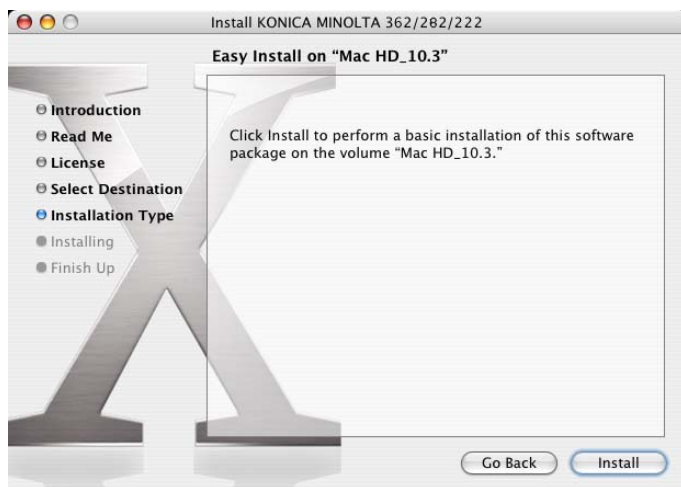 Install KONICA MINOLTA 362/282/222
Easy Install on “Mac HD_10.3”
Introduction
Read Me
License
Select Destination
Installation Type
Installing
Finish Up
Click Install to perform a basic installation of this software
package on the volume “Mac HD_10.3.”
Go Back
Install